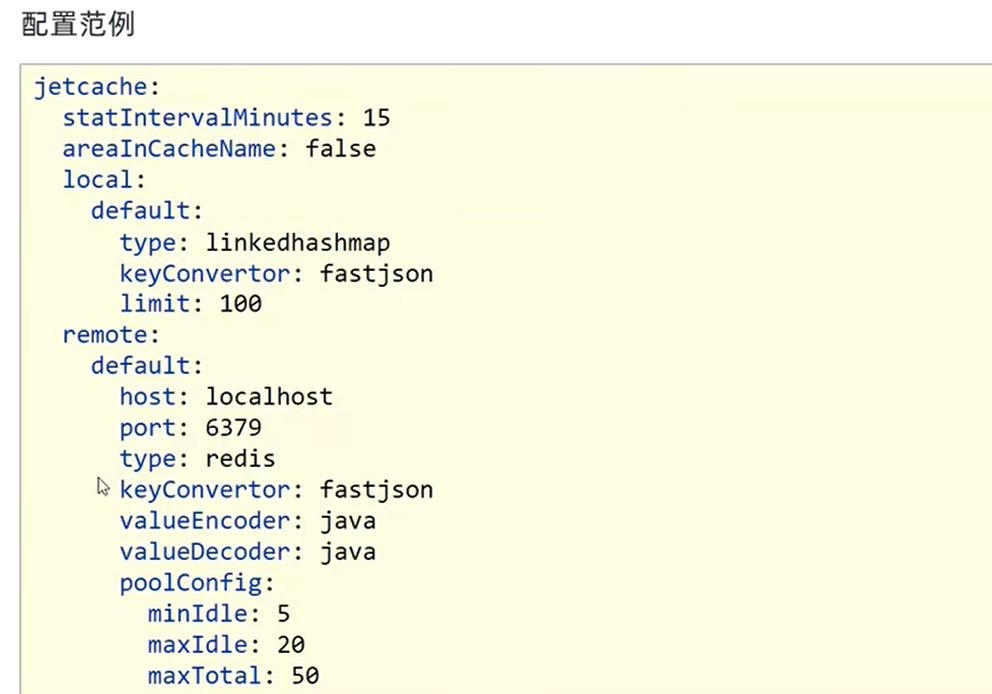 配置范例
jetcache:
  statIntervalMinutes: 15
  areaInCacheName: false
  local:
    default:
      type: linkedhashmap
      keyConvertor: fastjson
      limit: 100
  remote:
    default:
      host: localhost
      port: 6379
      type: redis
      keyConvertor: fastjson
      valueEncoder: java
      valueDecoder: java
      poolConfig:
        minIdle: 5
        maxIdle: 20
        maxTotal: 50